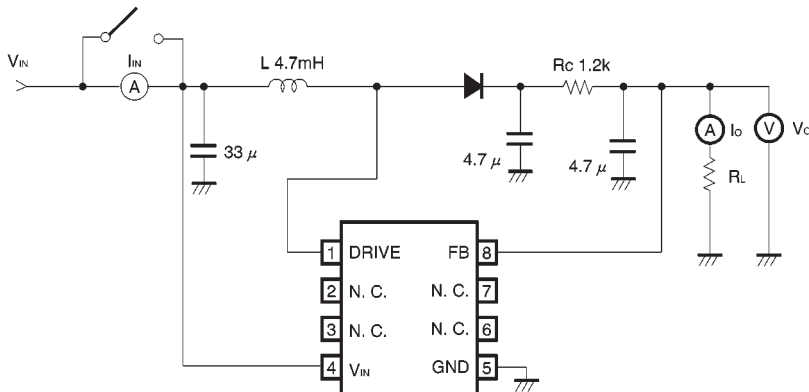 VIN
IIN
A
L 4.7mH
33 μ
4.7 μ
Rc 1.2k
4.7 μ
A
IO
RL
V
1 DRIVE FB 8
2 N. C. N. C. 7
3 N. C. N. C. 6
4 VIN GND 5